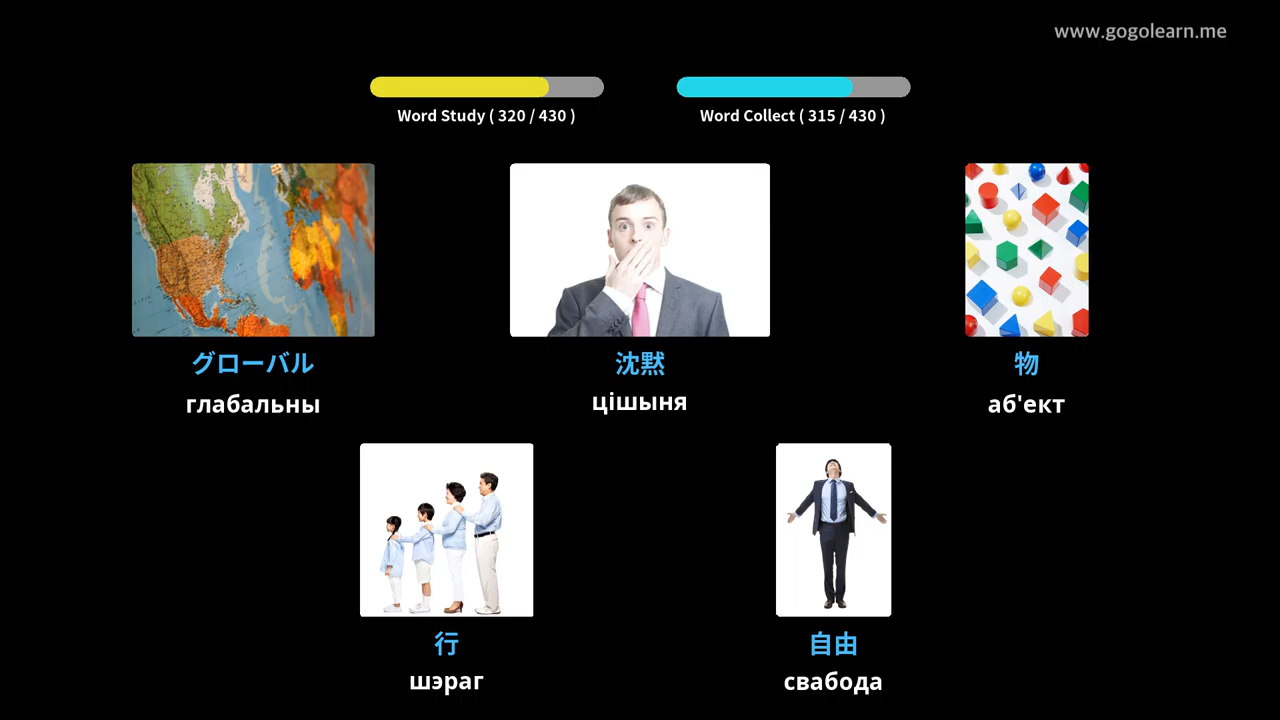 www.gogolearn.me
Word Study ( 320 / 430 )
Word Collect ( 315 / 430 )
グローバル
глабальны
沈黙
цішыня
物
аб'ект
行
шэраг
自由
свабода